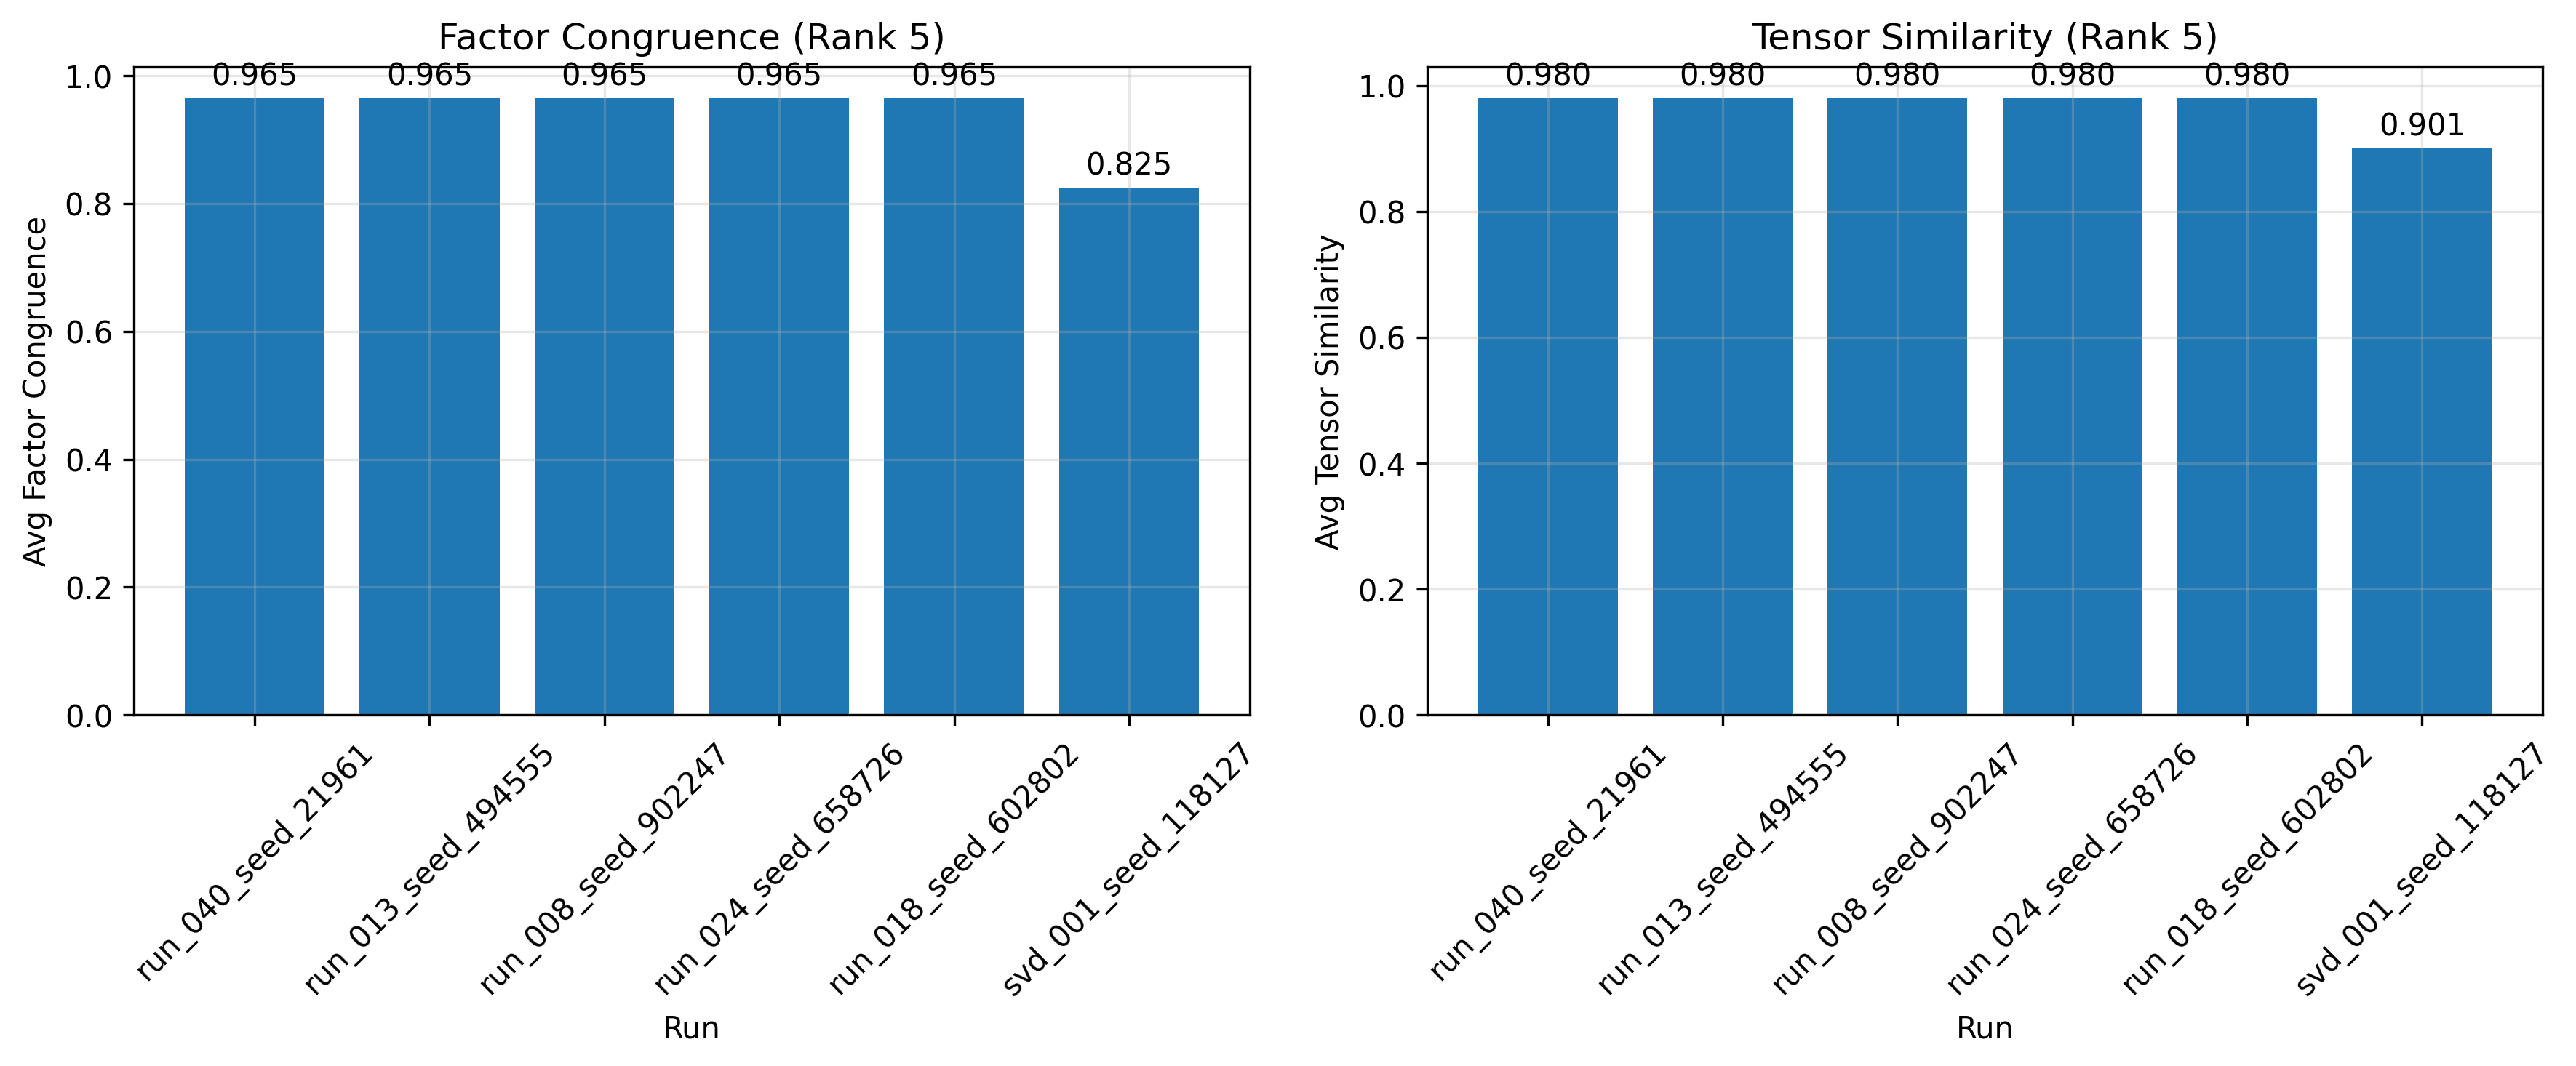 Factor Congruence (Rank 5)
0.965 0.965 0.965 0.965 0.965
0.825
1.0
0.8
0.6
0.4
0.2
0.0
Avg Factor Congruence
run_040_seed_21961
run_013_seed_494555
run_008_seed_902247
run_024_seed_658726
run_018_seed_602802
svd_001_seed_118127
Run
Tensor Similarity (Rank 5)
0.980 0.980 0.980 0.980 0.980
0.901
1.0
0.8
0.6
0.4
0.2
0.0
Avg Tensor Similarity
run_040_seed_21961
run_013_seed_494555
run_008_seed_902247
run_024_seed_658726
run_018_seed_602802
svd_001_seed_118127
Run